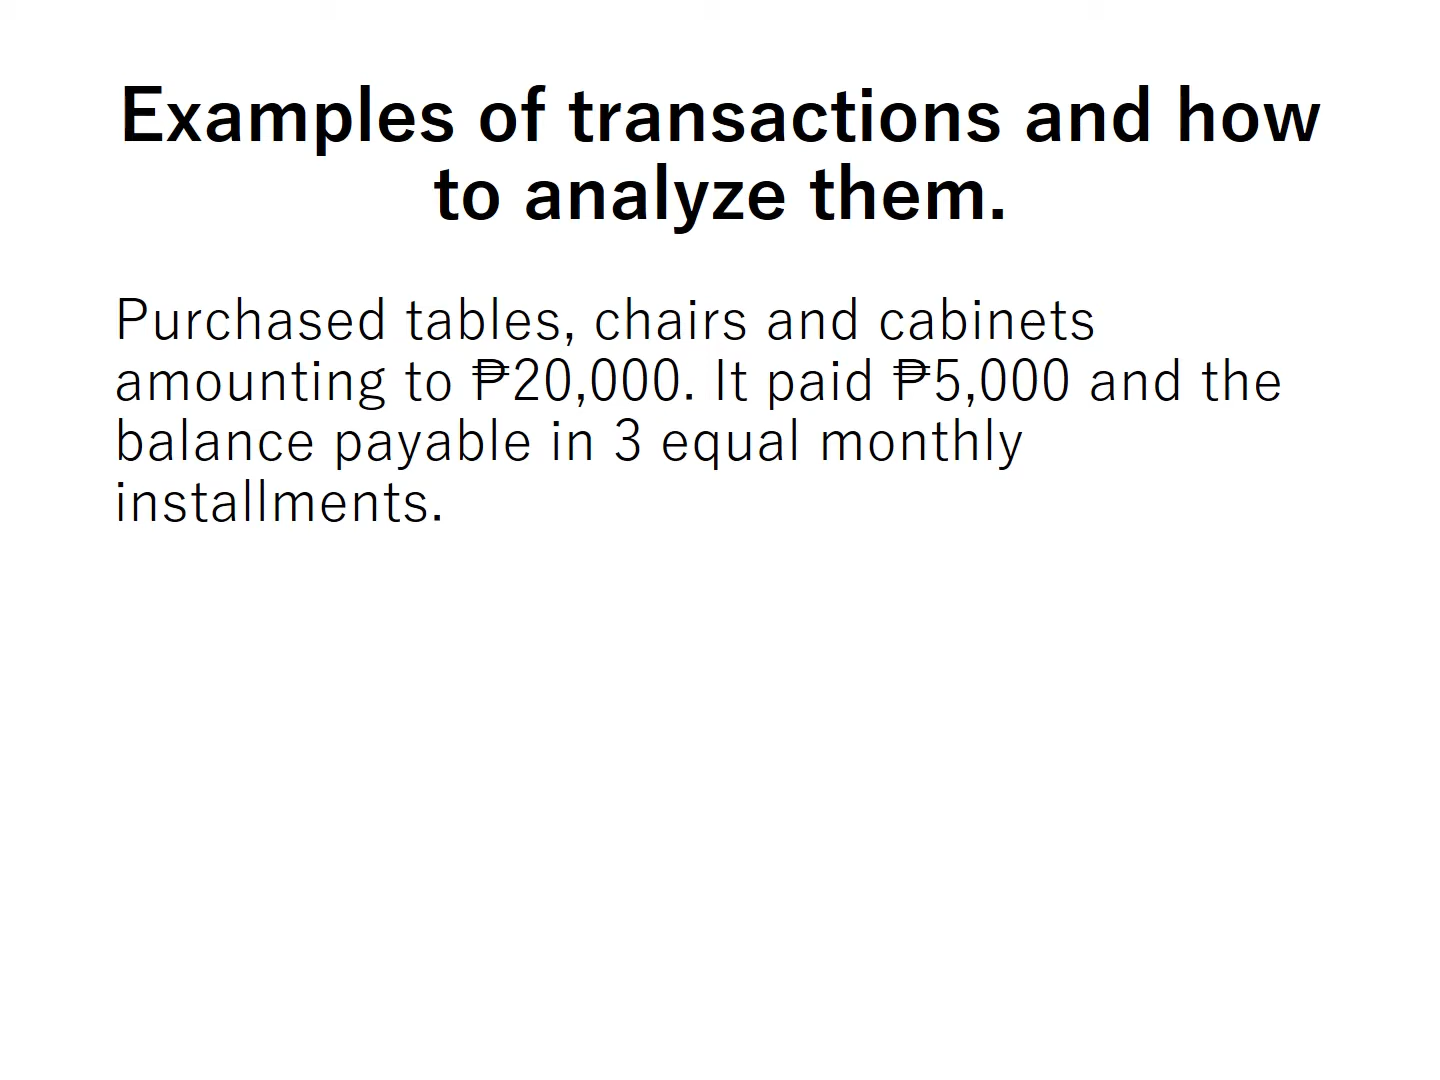 Examples of transactions and how
to analyze them.
Purchased tables, chairs and cabinets
amounting to ₱20,000. It paid ₱5,000 and the
balance payable in 3 equal monthly
installments.